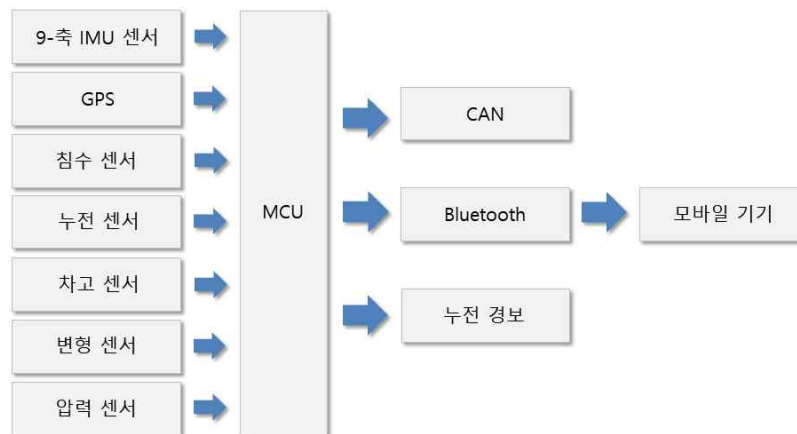 9-축 IMU 센서
GPS
침수 센서
누전 센서
차고 센서
변형 센서
압력 센서
MCU
CAN
Bluetooth
누전 경보
모바일 기기